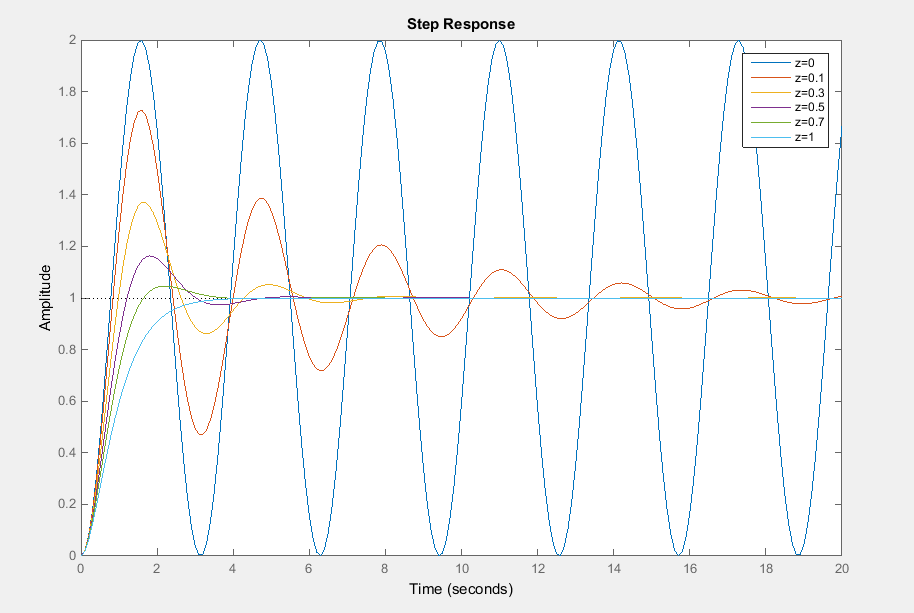 Step Response
2
1.8
1.6
1.4
1.2
1
0.8
0.6
0.4
0.2
0
Amplitude
z=0
z=0.1
z=0.3
z=0.5
z=0.7
z=1
0 2 4 6 8 10 12 14 16 18 20
Time (seconds)